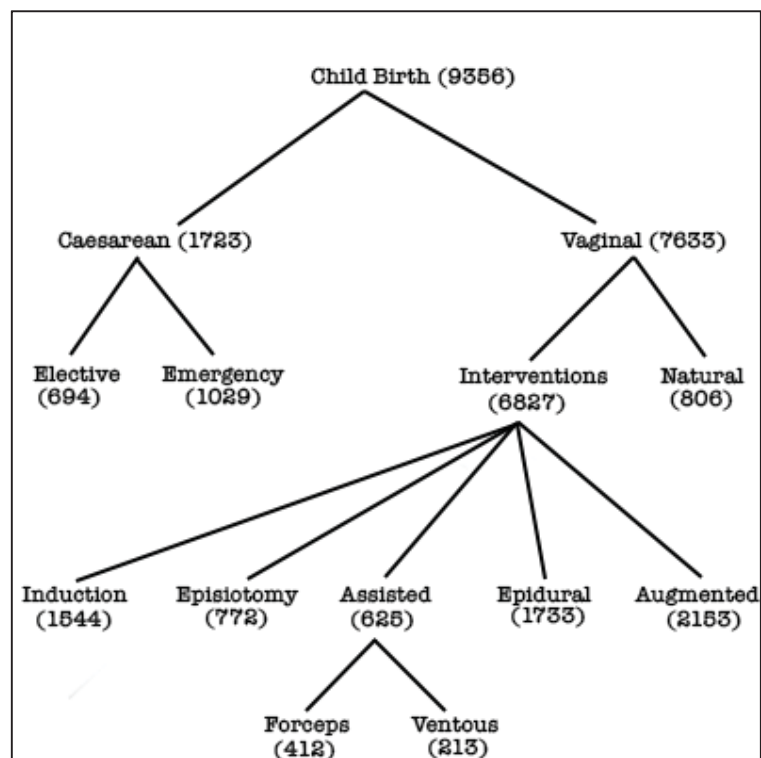 Child Birth (9356)
Caesarean (1723)
Vaginal (7633)
Elective
(694)
Emergency
(1029)
Interventions
(6827)
Natural
(806)
Induction
(1544)
Episiotomy
(772)
Assisted
(625)
Epidural
(1733)
Augmented
(2153)
Forceps
(412)
Ventous
(213)